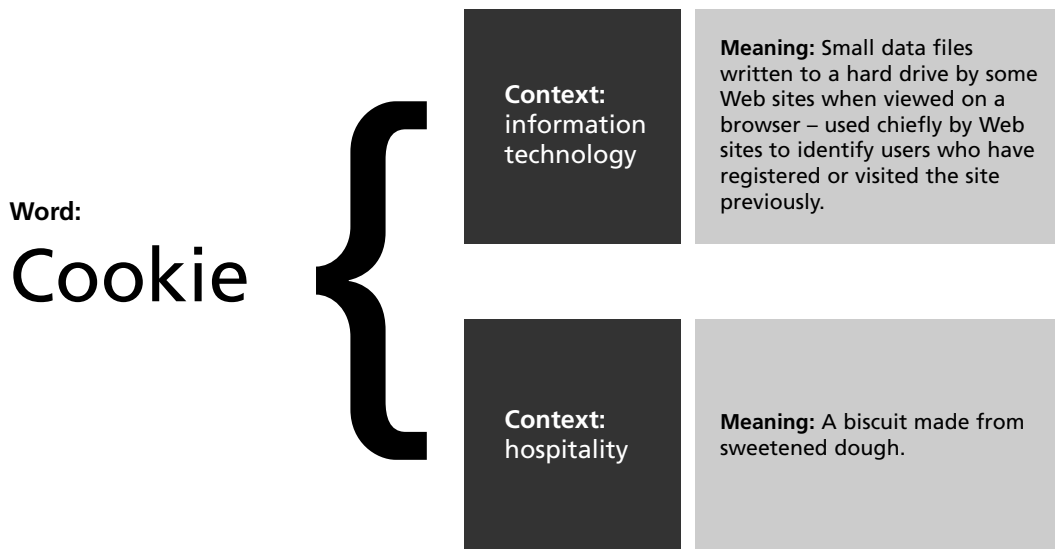 Word:
Cookie
Context:
information
technology
Meaning: Small data files
written to a hard drive by some
Web sites when viewed on a
browser – used chiefly by Web
sites to identify users who have
registered or visited the site
previously.
Context:
hospitality
Meaning: A biscuit made from
sweetened dough.